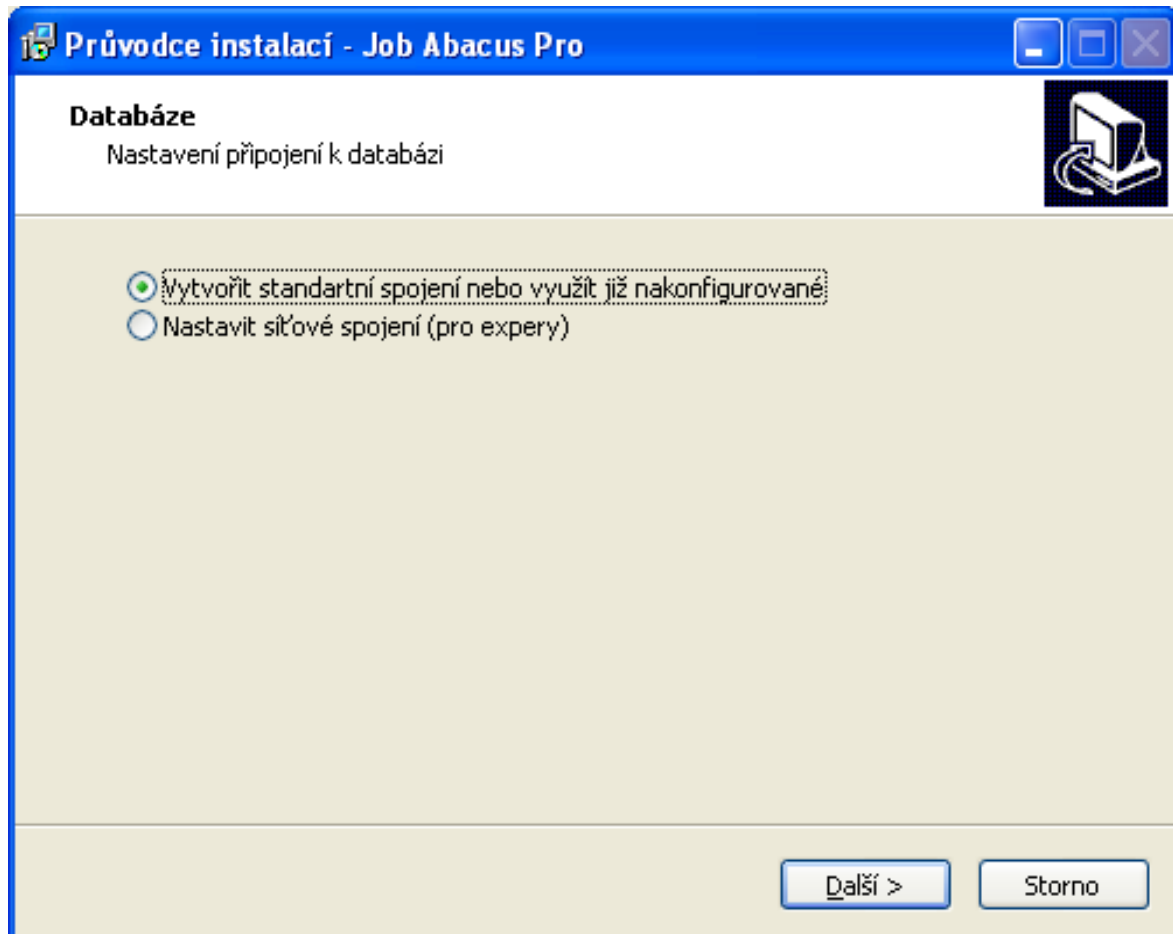 Průvodce instalací - Job Abacus Pro
Databáze
Nastavení připojení k databázi
Vytvořit standartní spojení nebo využít již nakonfigurované
Nastavit síťové spojení (pro expery)
Další >
Storno